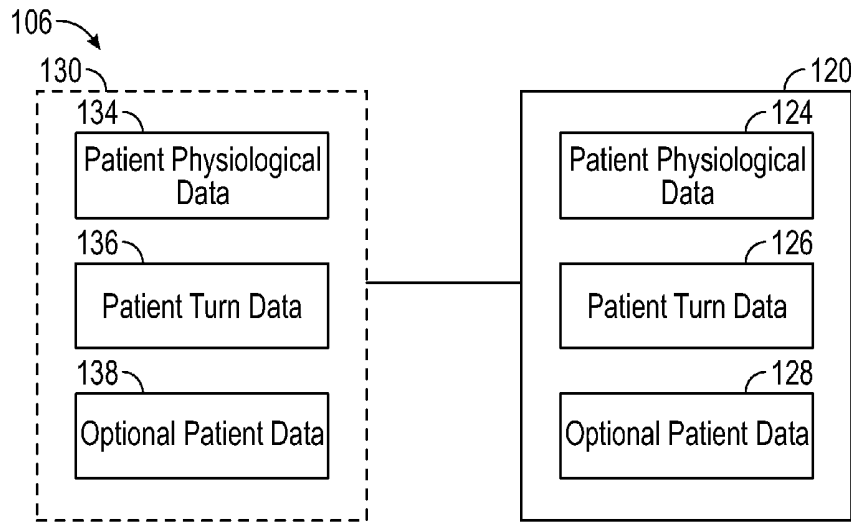 106
130
120
134
Patient Physiological
Data
124
Patient Physiological
Data
136
Patient Turn Data
126
Patient Turn Data
138
Optional Patient Data
128
Optional Patient Data